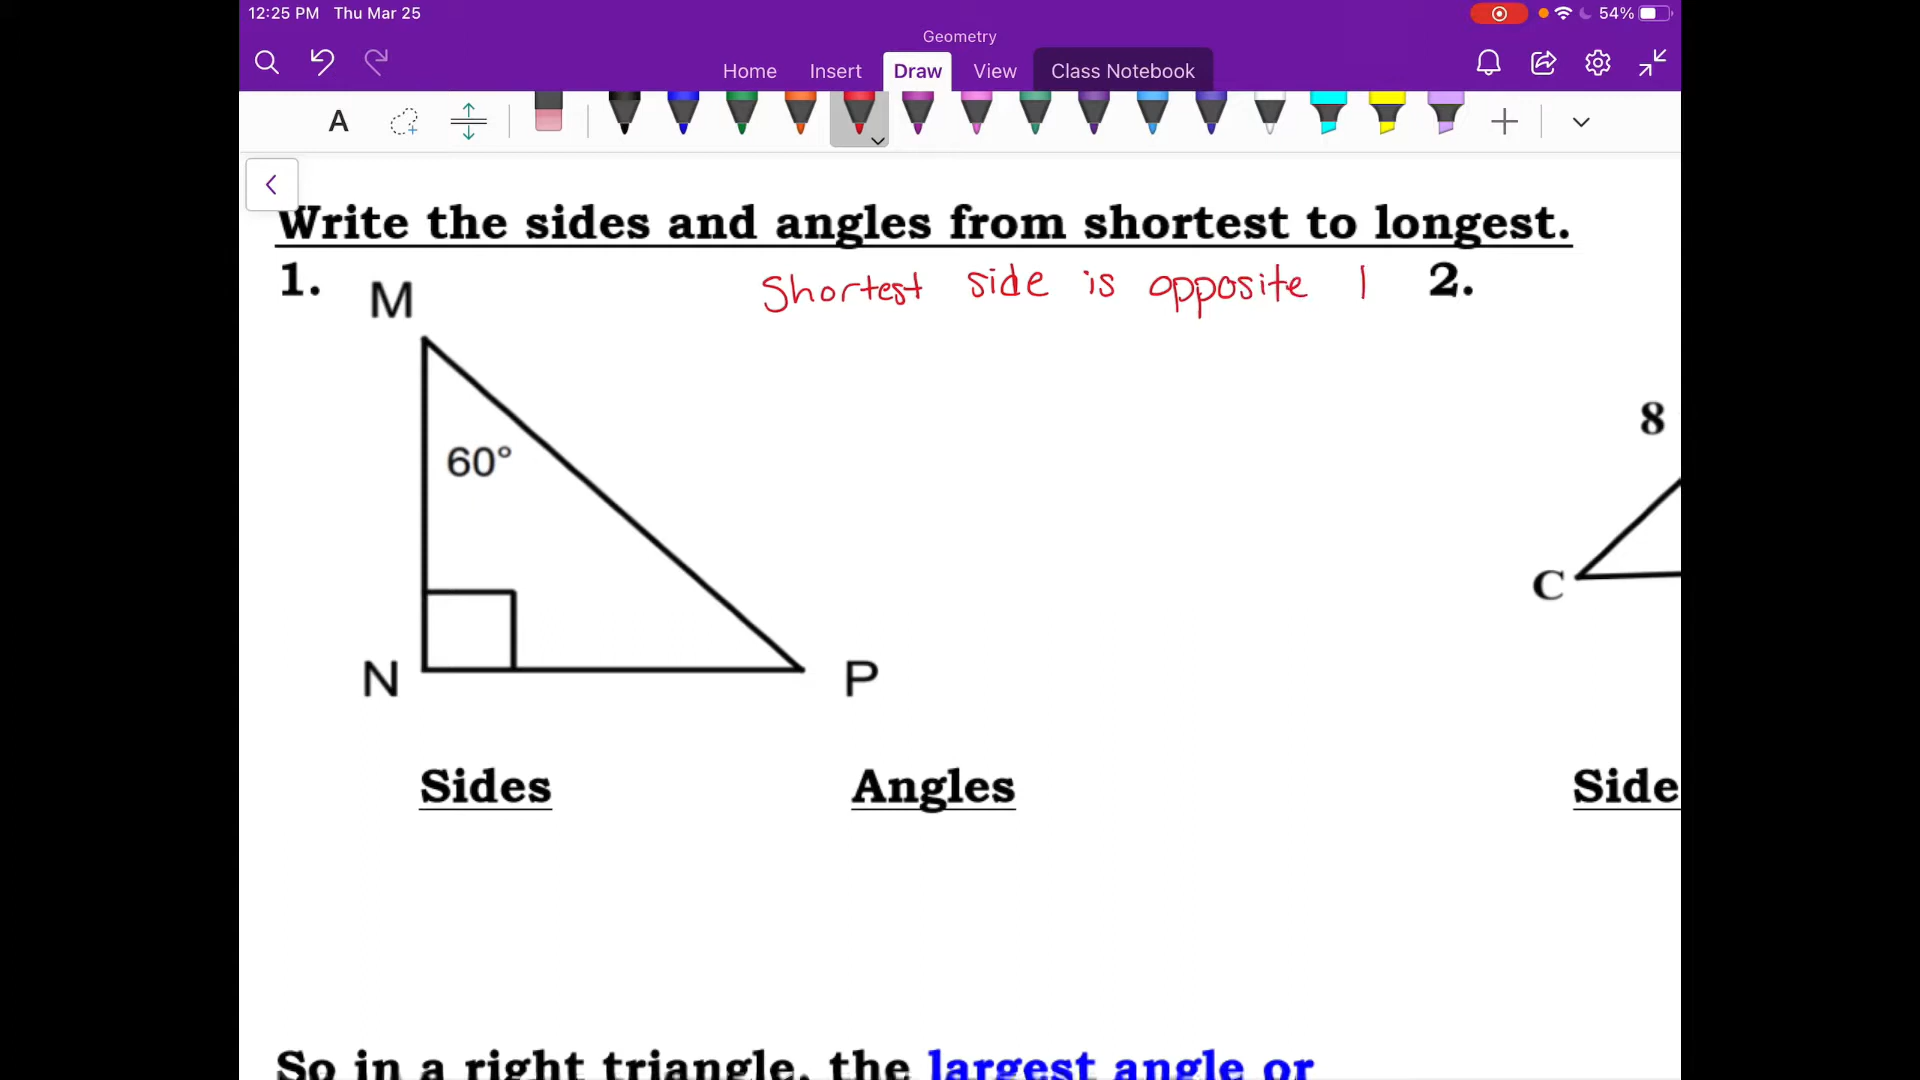 12:25 PM Thu Mar 25
54%
Geometry
Home Insert Draw View Class Notebook
A
Write the sides and angles from shortest to longest.
1. M
Shortest side is opposite
2.
60°
8
C
N P
Sides Angles
Side
So in a right triangle, the largest angle or